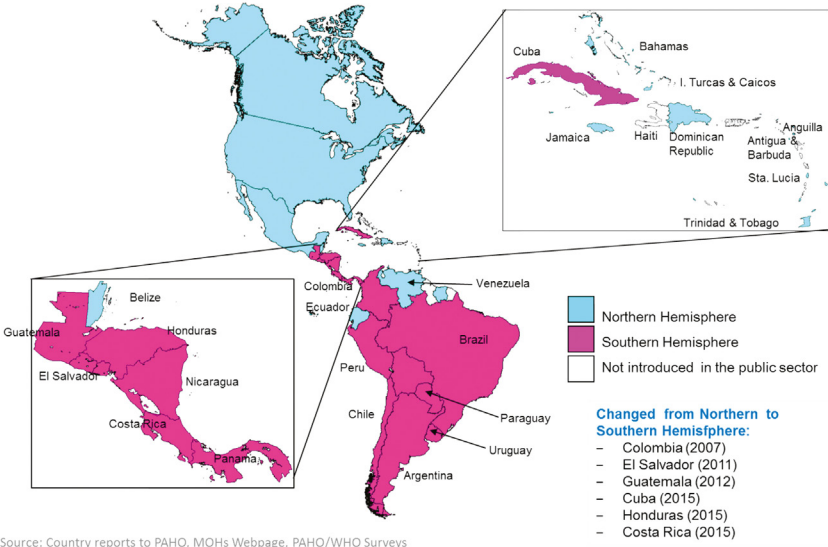 Cuba
Bahamas
I. Turcas & Caicos
Jamaica
Haiti
Dominican
Republic
Anguilla
Antigua &
Barbuda
Sta. Lucia
Trinidad & Tobago
Belize
Guatemala
Honduras
El Salvador
Nicaragua
Costa Rica
Panama
Colombia
Ecuador
Venezuela
Brazil
Peru
Chile
Paraguay
Uruguay
Argentina
Northern Hemisphere
Southern Hemisphere
Not introduced in the public sector
Changed from Northern to
Southern Hemisfphere:
– Colombia (2007)
– El Salvador (2011)
– Guatemala (2012)
– Cuba (2015)
– Honduras (2015)
– Costa Rica (2015)
Source: Country reports to PAHO, MOHs Webpage, PAHO/WHO Surveys